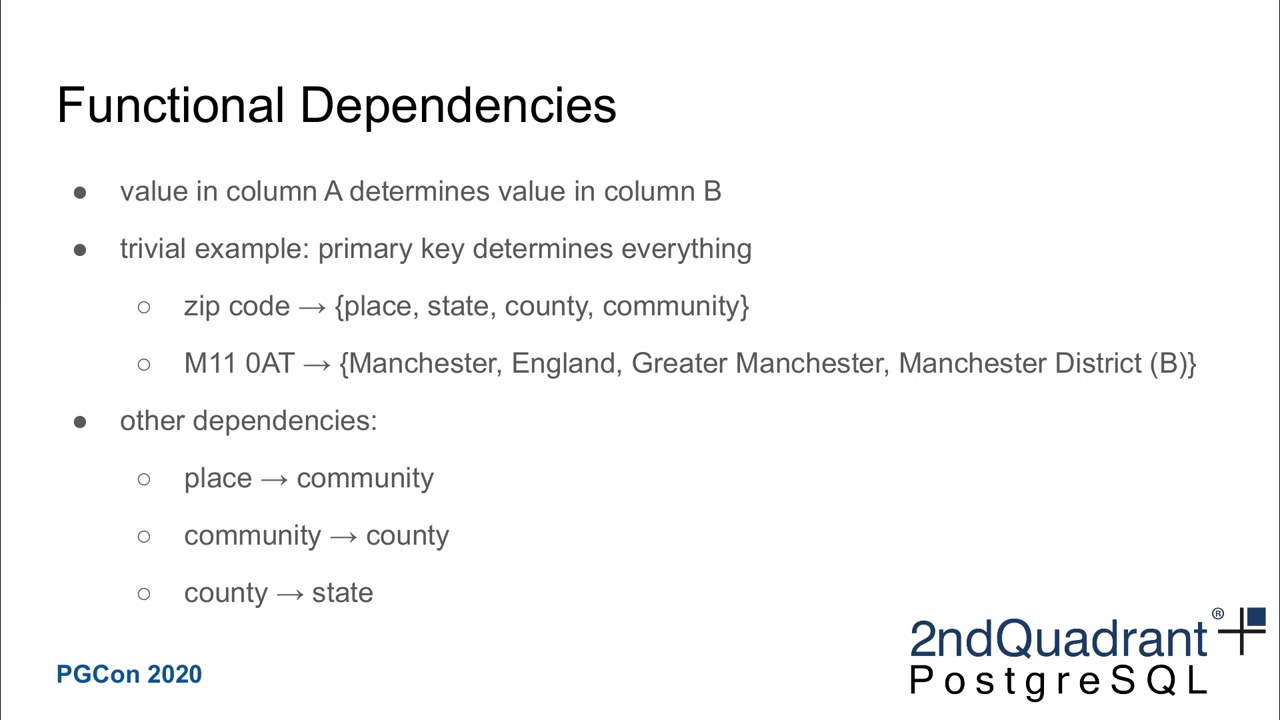 Functional Dependencies
● value in column A determines value in column B
● trivial example: primary key determines everything
○ zip code → {place, state, county, community}
○ M11 0AT → {Manchester, England, Greater Manchester, Manchester District (B)}
● other dependencies:
○ place → community
○ community → county
○ county → state
PGCon 2020
2ndQuadrant®
PostgreSQL